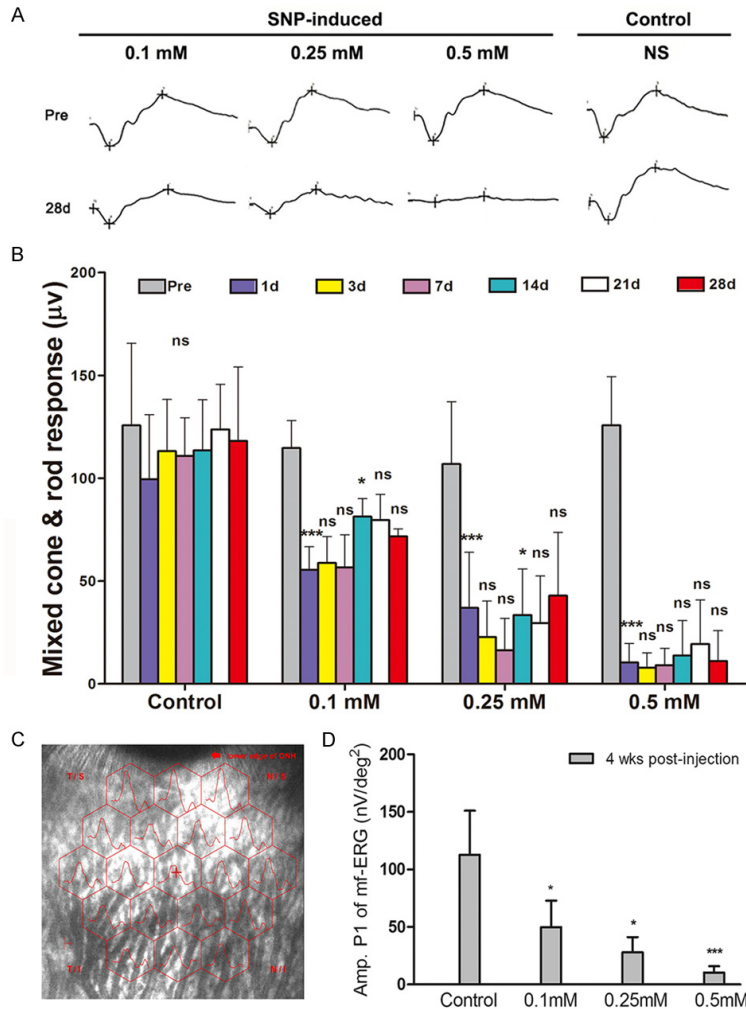 A
SNP-induced
Control
0.1 mM
0.25 mM
0.5 mM
NS
Pre
28d
B
Mixed cone & rod response (μv)
200
150
100
50
0
Pre
1d
3d
7d
14d
21d
28d
ns
***
ns
ns
*
ns
ns
***
ns
ns
*
ns
ns
***
ns
ns
ns
ns
ns
Control
0.1 mM
0.25 mM
0.5 mM
C
T / S
N / S
T / I
N / I
D
Amp. P1 of mf-ERG (nV/deg²)
200
150
100
50
0
4 wks post-injection
*
*
***
Control
0.1mM
0.25mM
0.5mM